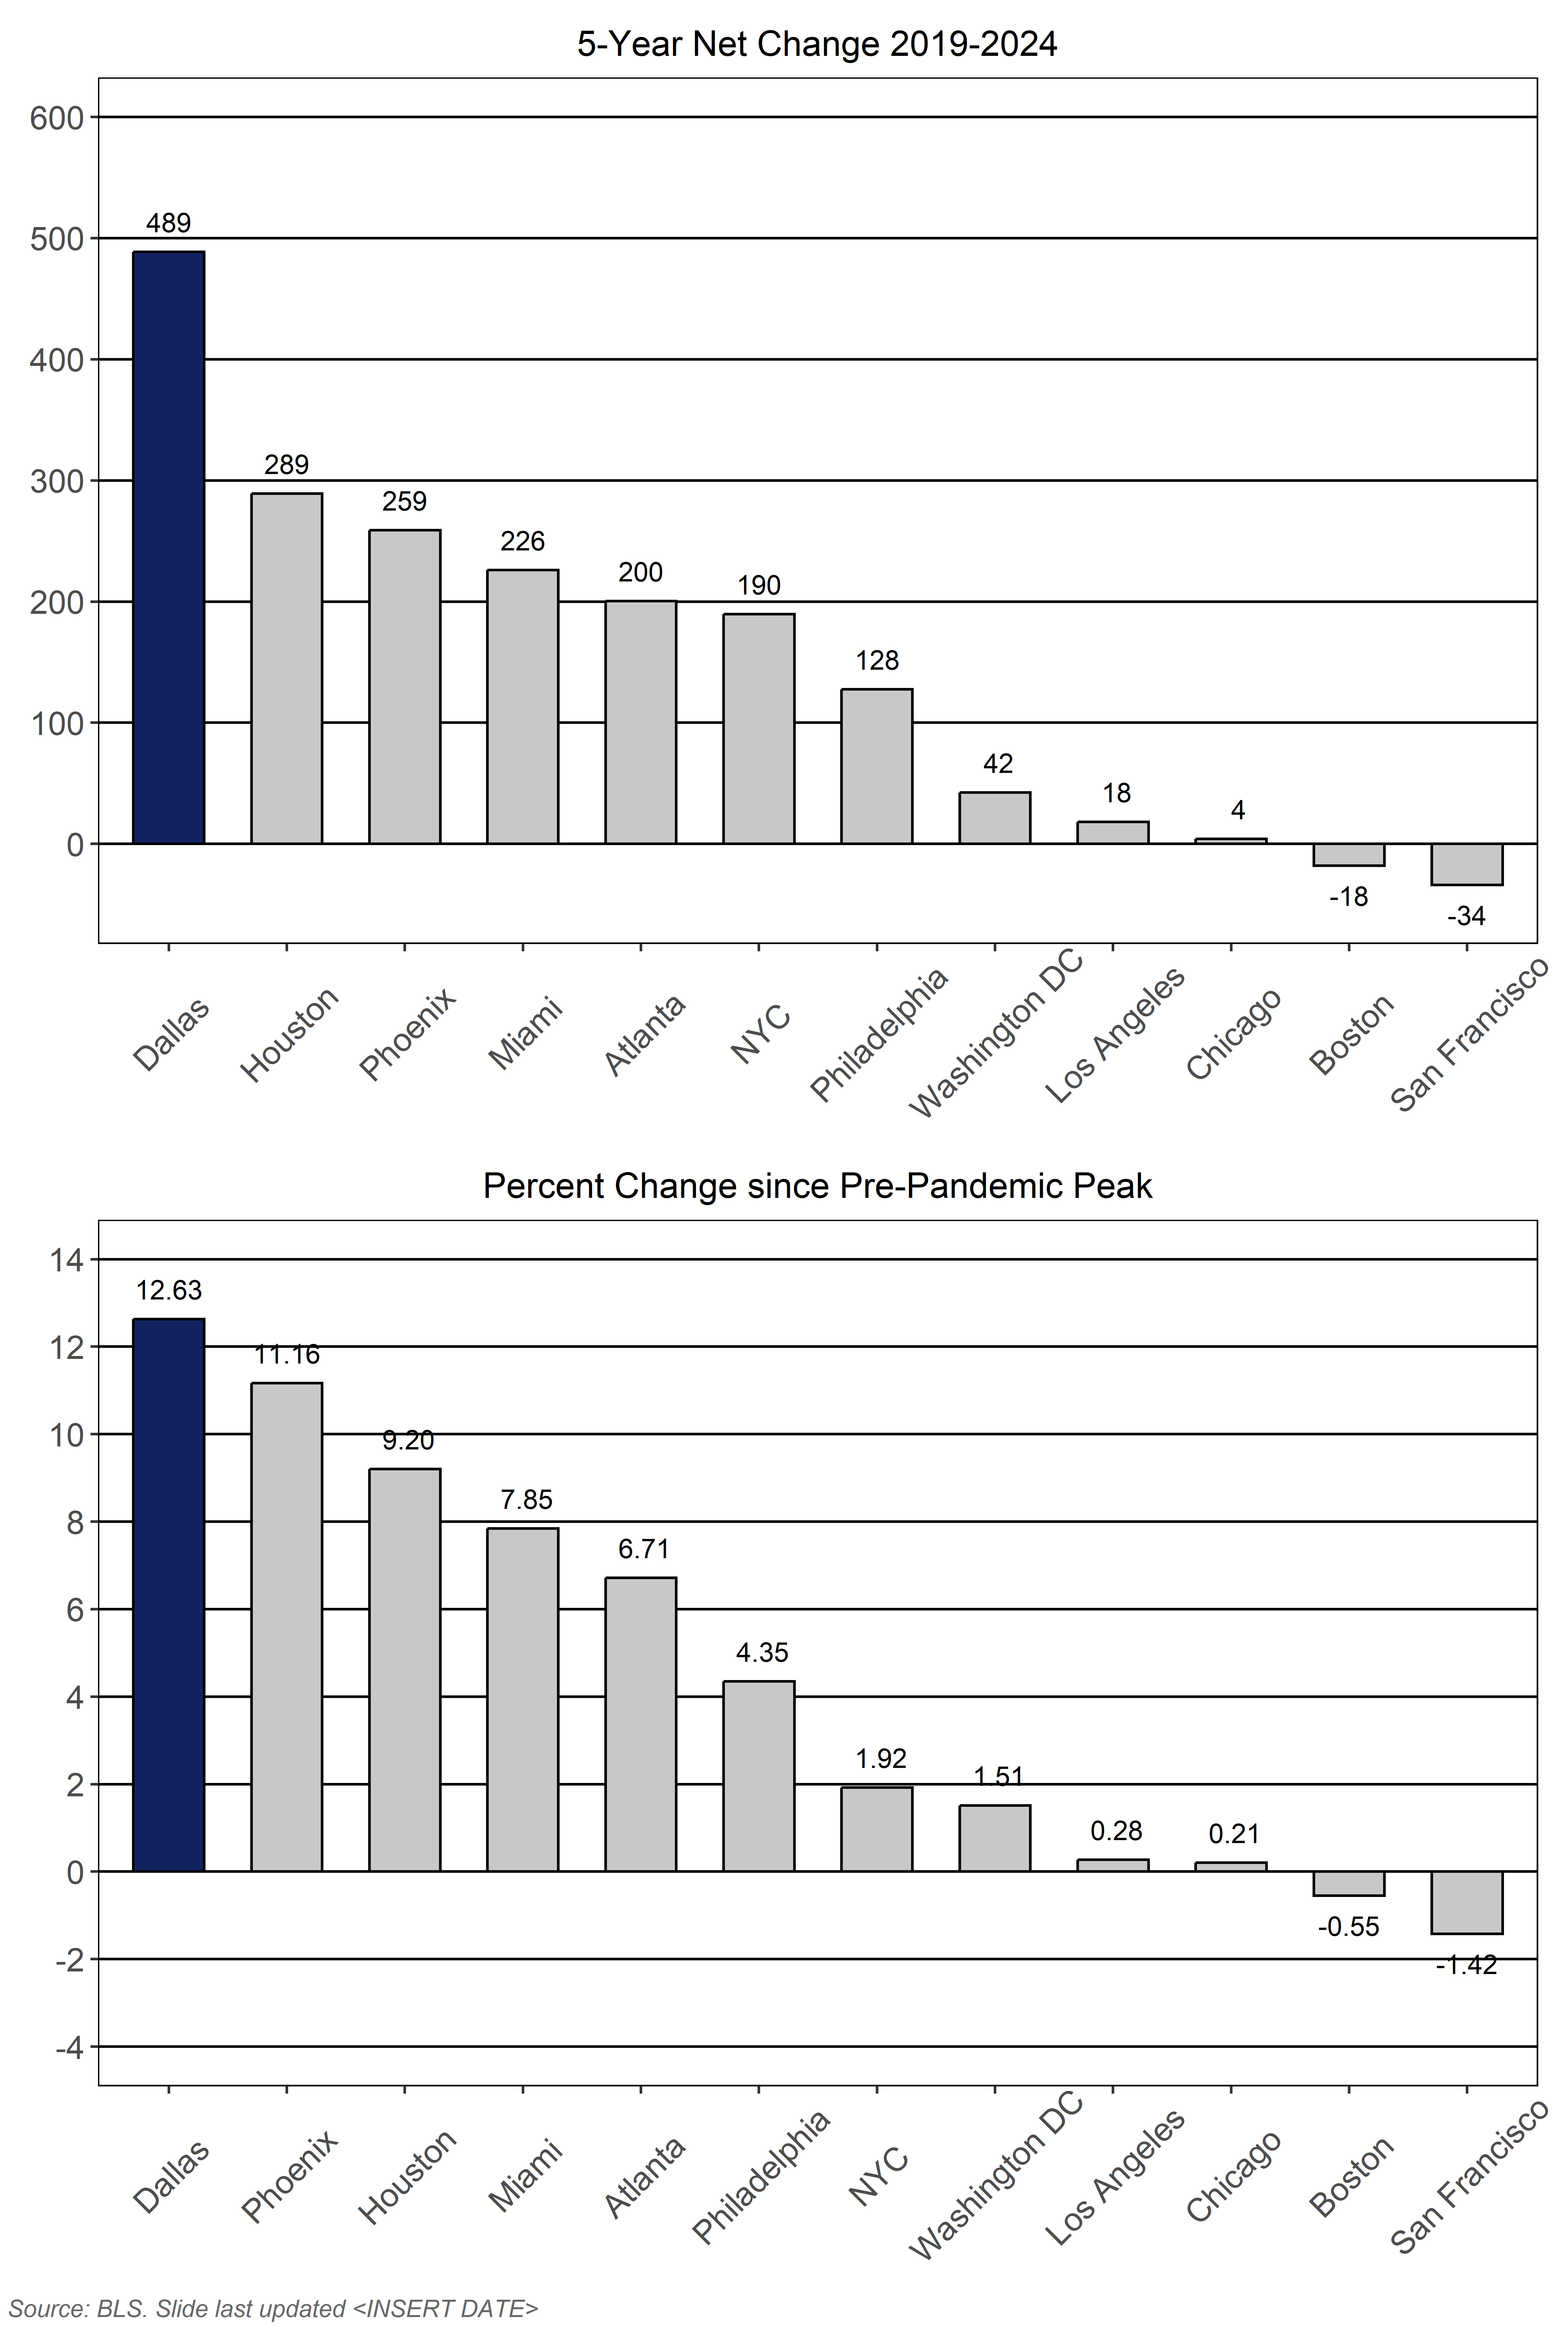 5-Year Net Change 2019-2024
600
500
400
300
200
100
0
489
289
259
226
200
190
128
42
18
4
-18
-34
Dallas
Houston
Phoenix
Miami
Atlanta
NYC
Philadelphia
Washington DC
Los Angeles
Chicago
Boston
San Francisco
Percent Change since Pre-Pandemic Peak
14
12
10
8
6
4
2
0
-2
-4
12.63
11.16
9.20
7.85
6.71
4.35
1.92
1.51
0.28
0.21
-0.55
-1.42
Dallas
Phoenix
Houston
Miami
Atlanta
Philadelphia
NYC
Washington DC
Los Angeles
Chicago
Boston
San Francisco
Source: BLS. Slide last updated <INSERT DATE>